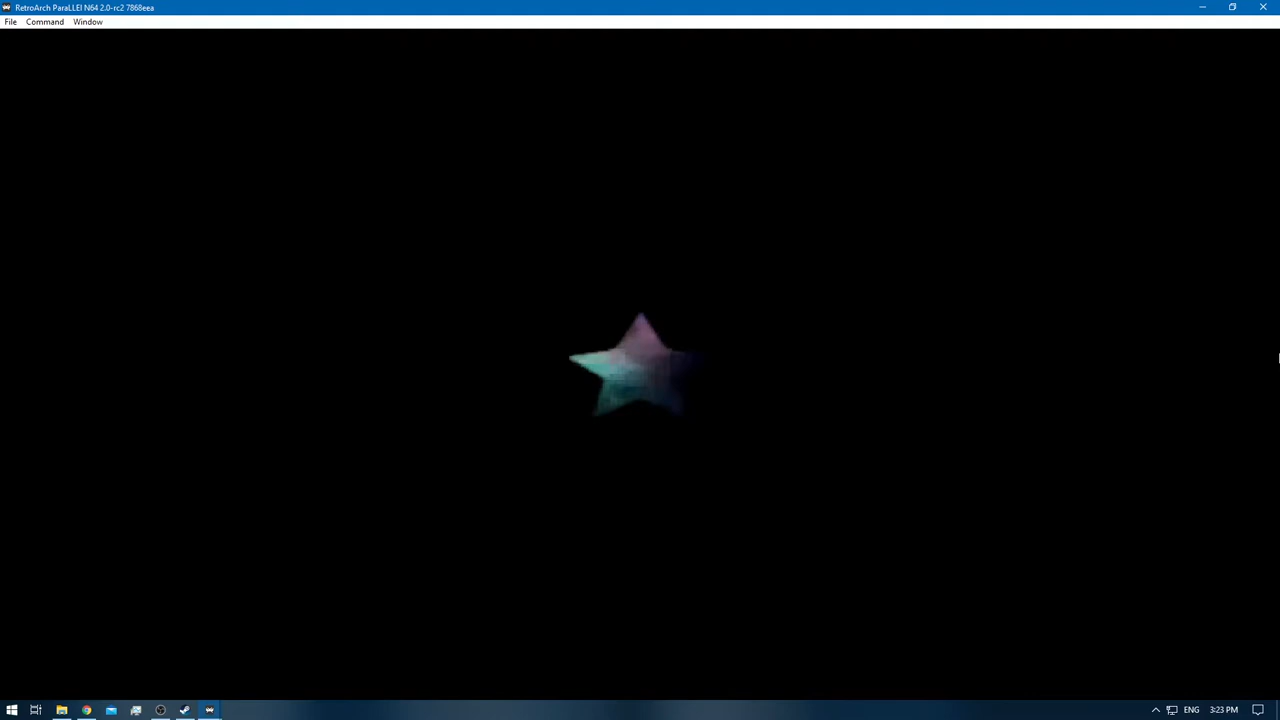 RetroArch ParaLLEl N64 2.0-rc2 7868eea
File Command Window
ENG 3:23 PM